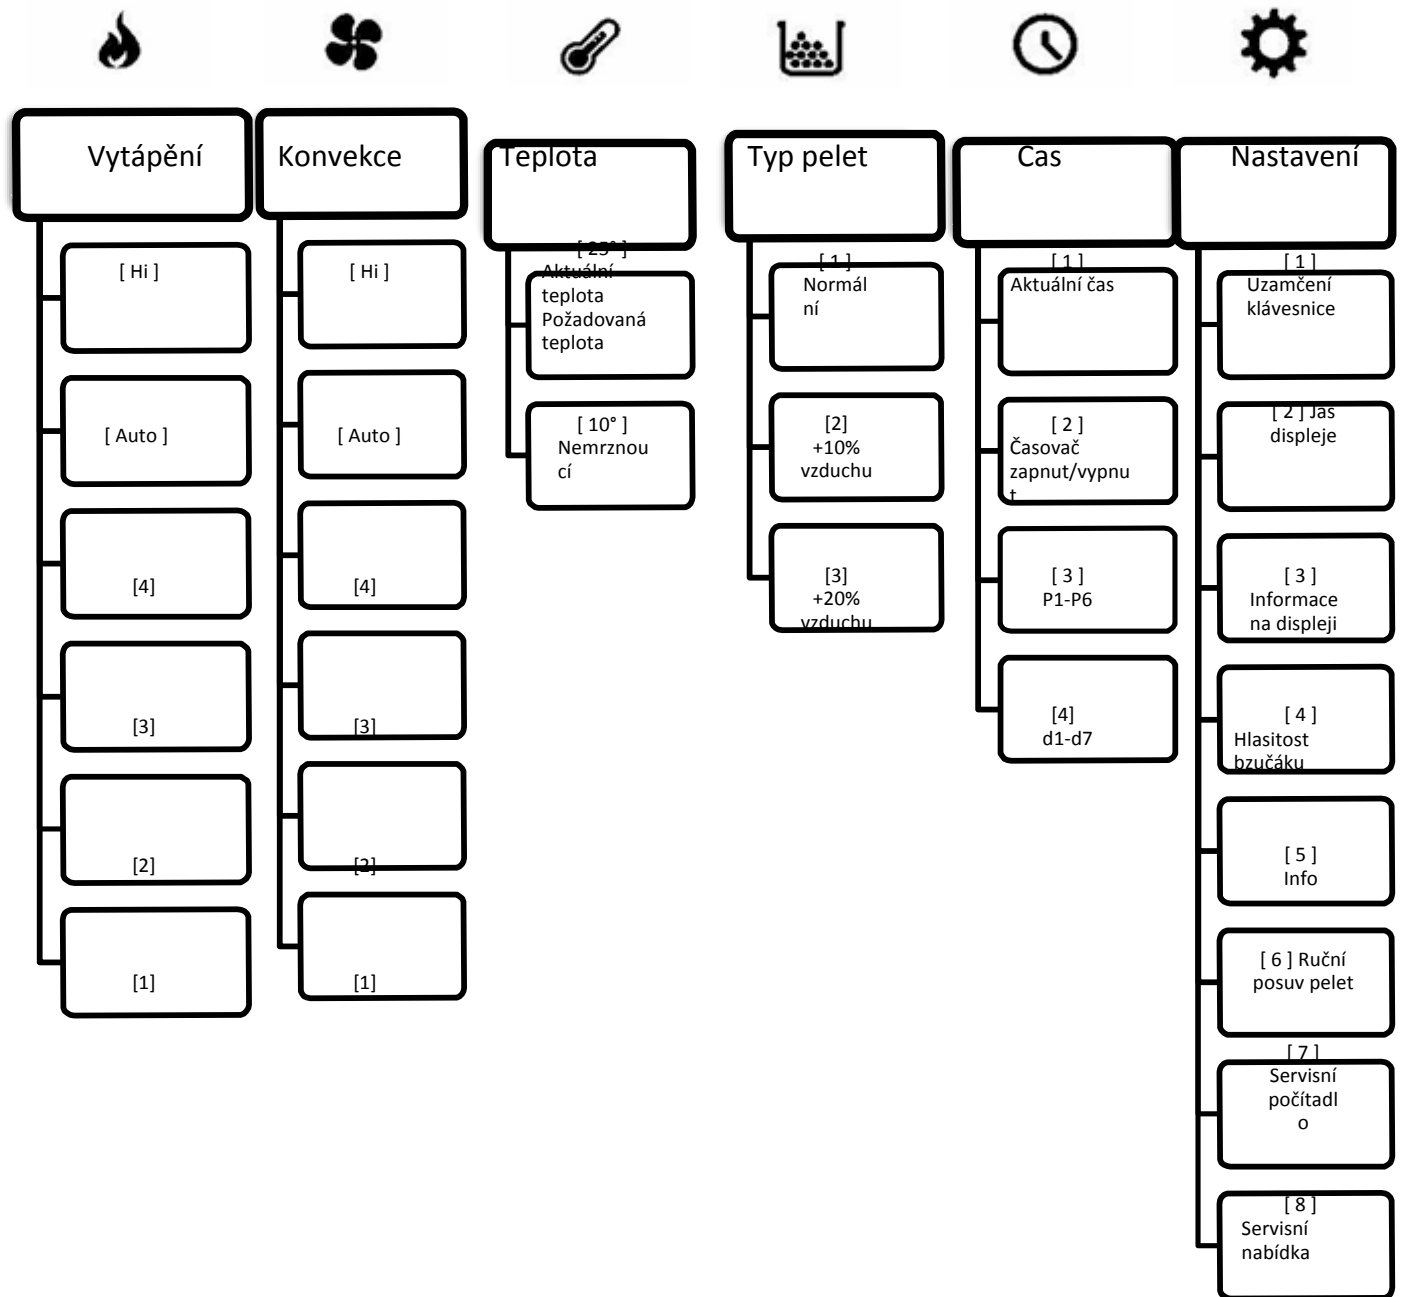 Vytápění
[ Hi ]
[ Auto ]
[4]
[3]
[2]
[1]
Konvekce
[ Hi ]
[ Auto ]
[4]
[3]
[2]
[1]
Teplota
[ 25° ]
Aktuální
teplota
Požadovaná
teplota
[ 10° ]
Nemrznou
cí
Typ pelet
[ 1 ]
Normál
ní
[2]
+10%
vzduchu
[3]
+20%
vzduchu
Čas
[ 1 ]
Aktuální čas
[ 2 ]
Časovač
zapnut/vypnu
t
[ 3 ]
P1-P6
[4]
d1-d7
Nastavení
[ 1 ]
Uzamčení
klávesnice
[ 2 ] Jas
displeje
[ 3 ]
Informace
na displeji
[ 4 ]
Hlasitost
bzučáku
[ 5 ]
Info
[ 6 ] Ruční
posuv pelet
[ 7 ]
Servisní
počítadl
o
[ 8 ]
Servisní
nabídka